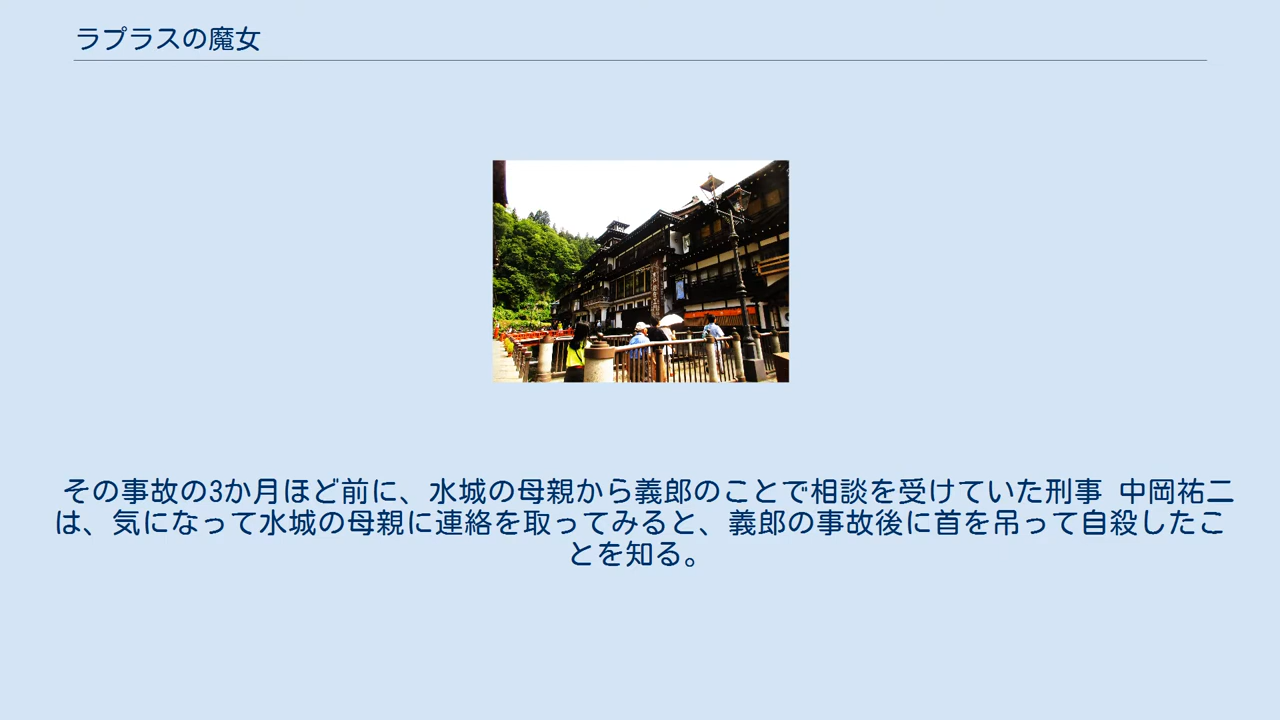 ラプラスの魔女
その事故の3か月ほど前に、水城の母親から義郎のことで相談を受けていた刑事 中岡祐二
は、気になって水城の母親に連絡を取ってみると、義郎の事故後に首を吊って自殺したこ
とを知る。